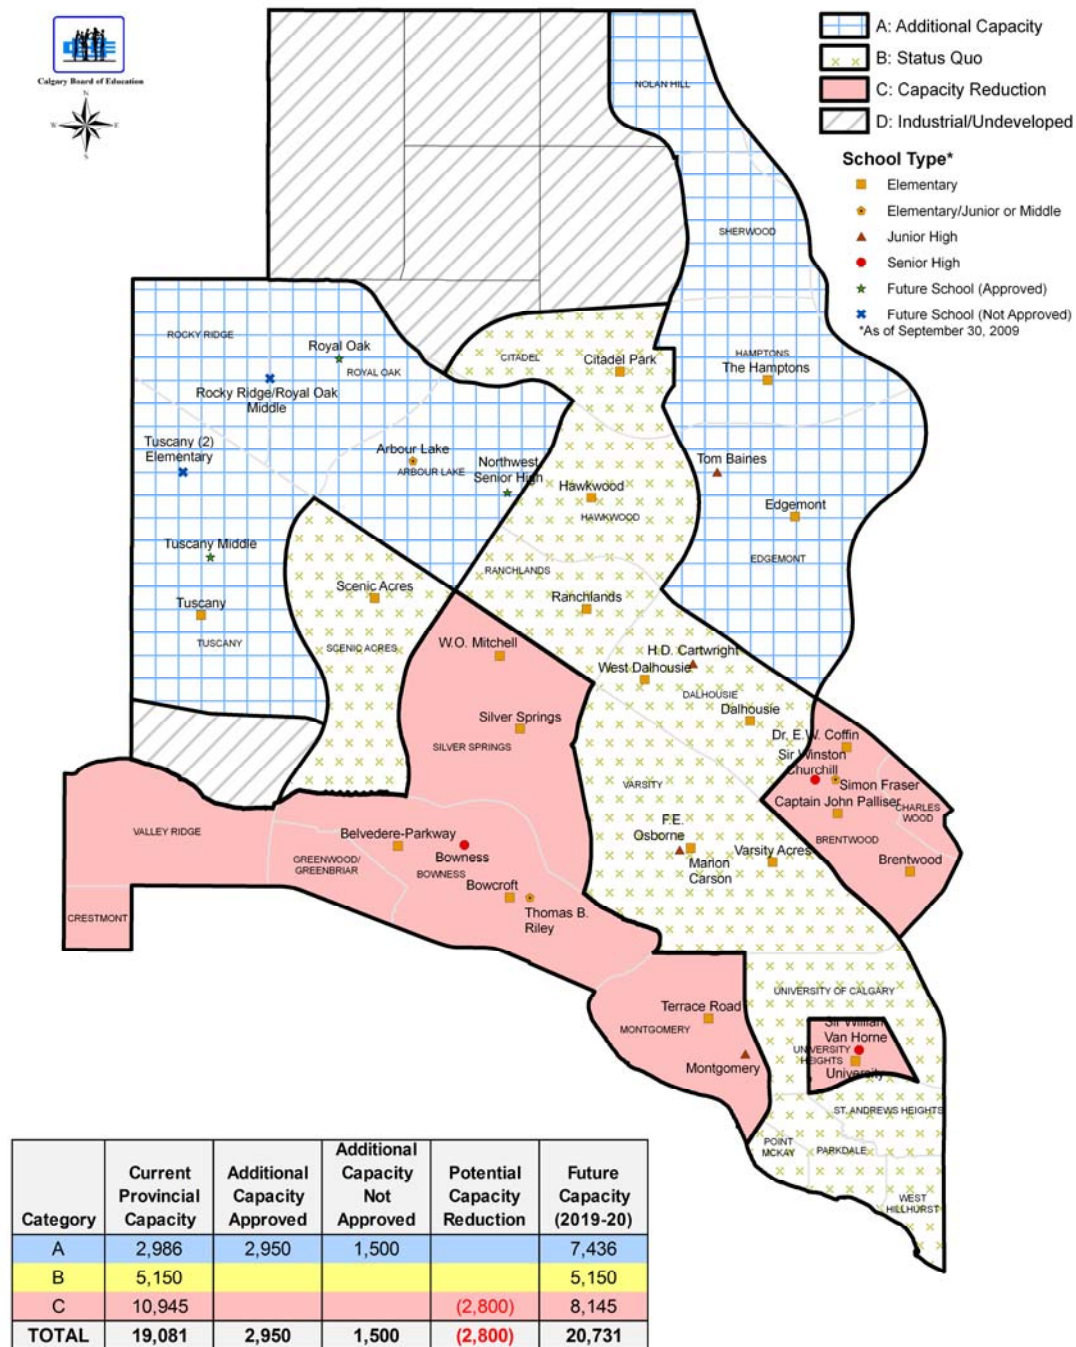 Calgary Board of Education
N
W
E
S
A: Additional Capacity
B: Status Quo
C: Capacity Reduction
D: Industrial/Undeveloped
School Type*
Elementary
Elementary/Junior or Middle
Junior High
Senior High
Future School (Approved)
Future School (Not Approved)
*As of September 30, 2009
NOLAN HILL
SHERWOOD
ROCKY RIDGE
Royal Oak
ROYAL OAK
Rocky Ridge/Royal Oak
Middle
CITADEL
Citadel Park
HAMPTONS
The Hamptons
Tuscany (2)
Elementary
Arbour Lake
ARBOUR LAKE
Northwest
Senior High
Hawkwood
HAWKWOOD
Tom Baines
Edgemont
EDGEMONT
Tuscany Middle
Tuscany
TUSCANY
Scenic Acres
SCENIC ACRES
RANCHLANDS
Ranchlands
W.O. Mitchell
H.D. Cartwright
West Dalhousie
DALHOUSIE
Dalhousie
Silver Springs
SILVER SPRINGS
Dr. E.W. Coffin
Sir Winston
Churchill
Simon Fraser
Captain John Palliser
CHARLES
WOOD
BRENTWOOD
Brentwood
VARSITY
F.E.
Osborne
Marion
Carson
Varsity Acres
VALLEY RIDGE
Belvedere-Parkway
GREENWOOD/
GREENBRIAR
Bowness
BOWNESS
Bowcroft
Thomas B.
Riley
CRESTMONT
Terrace Road
MONTGOMERY
Montgomery
UNIVERSITY OF CALGARY
Sir William
Van Horne
UNIVERSITY
HEIGHTS
University
ST. ANDREWS HEIGHTS
POINT
MCKAY
PARKDALE
WEST
HILLHURST
Category
Current
Provincial
Capacity
Additional
Capacity
Approved
Additional
Capacity
Not
Approved
Potential
Capacity
Reduction
Future
Capacity
(2019-20)
A 2,986 2,950 1,500 7,436
B 5,150 5,150
C 10,945 (2,800) 8,145
TOTAL 19,081 2,950 1,500 (2,800) 20,731